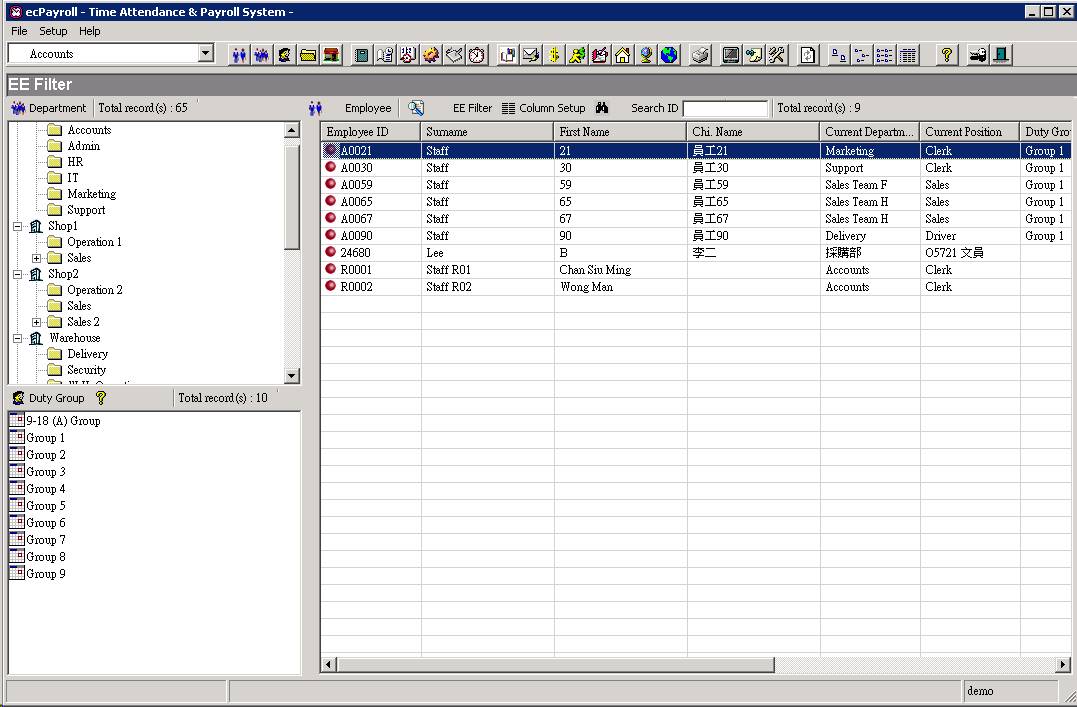 ecPayroll - Time Attendance & Payroll System -
File Setup Help
Accounts
EE Filter
Department Total record(s) : 65 Employee EE Filter Column Setup Search ID Total record(s) : 9
Accounts
Admin
HR
IT
Marketing
Support
Shop1
Operation 1
Sales
Shop2
Operation 2
Sales
Sales 2
Warehouse
Delivery
Security
Duty Group Total record(s) : 10
9-18 (A) Group
Group 1
Group 2
Group 3
Group 4
Group 5
Group 6
Group 7
Group 8
Group 9
Employee ID Surname First Name Chi. Name Current Departm... Current Position Duty Gro
A0021 Staff 21 員工21 Marketing Clerk Group 1
A0030 Staff 30 員工30 Support Clerk Group 1
A0059 Staff 59 員工59 Sales Team F Sales Group 1
A0065 Staff 65 員工65 Sales Team H Sales Group 1
A0067 Staff 67 員工67 Sales Team H Sales Group 1
A0090 Staff 90 員工90 Delivery Driver Group 1
24680 Lee B 李二 採購部 O5721 文員
R0001 Staff R01 Chan Siu Ming Accounts Clerk
R0002 Staff R02 Wong Man Accounts Clerk
demo